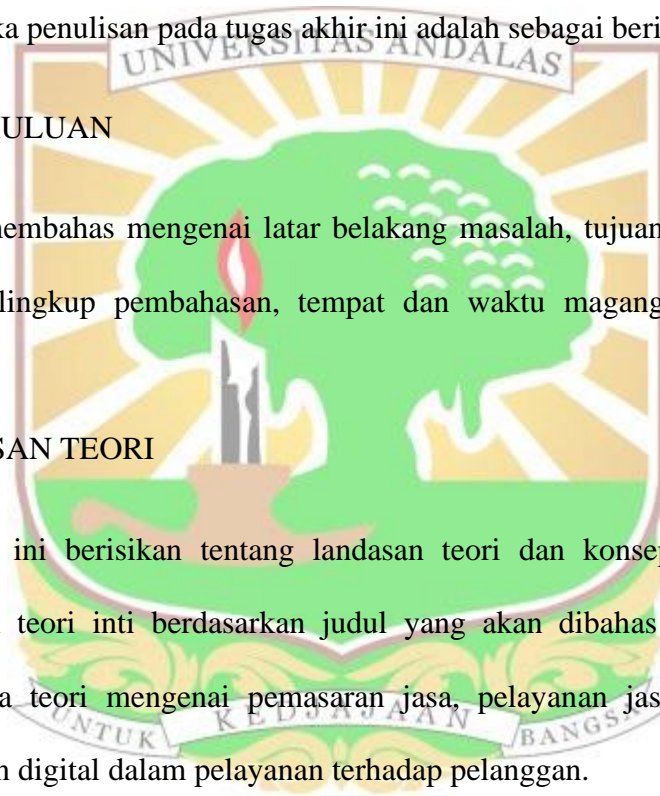 ka penulisan pada tugas akhir ini adalah sebagai beri
UNIVERSITAS ANDALAS
ULUAN
membahas mengenai latar belakang masalah, tujuan
lingkup pembahasan, tempat dan waktu magang
SAN TEORI
ini berisikan tentang landasan teori dan konse
teori inti berdasarkan judul yang akan dibahas
a teori mengenai pemasaran jasa, pelayanan jas
UNTUK KEDJAJAAN BANGSA
n digital dalam pelayanan terhadap pelanggan.